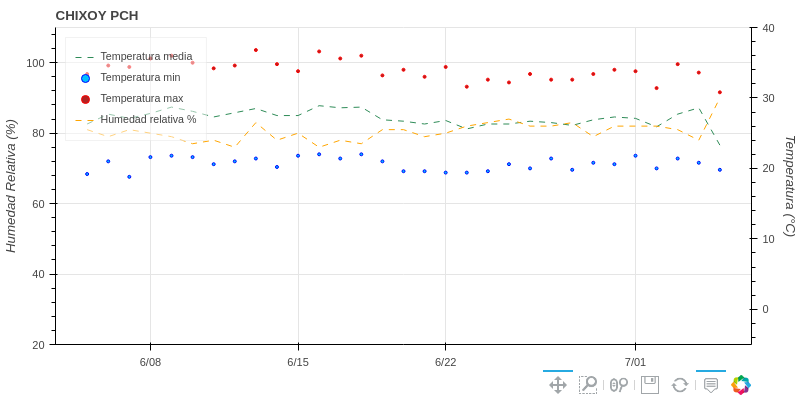 CHIXOY PCH
Temperatura media
Temperatura min
Temperatura max
Humedad relativa %
Humedad Relativa (%)
100
80
60
40
20
Temperatura (°C)
40
30
20
10
0
6/08
6/15
6/22
7/01